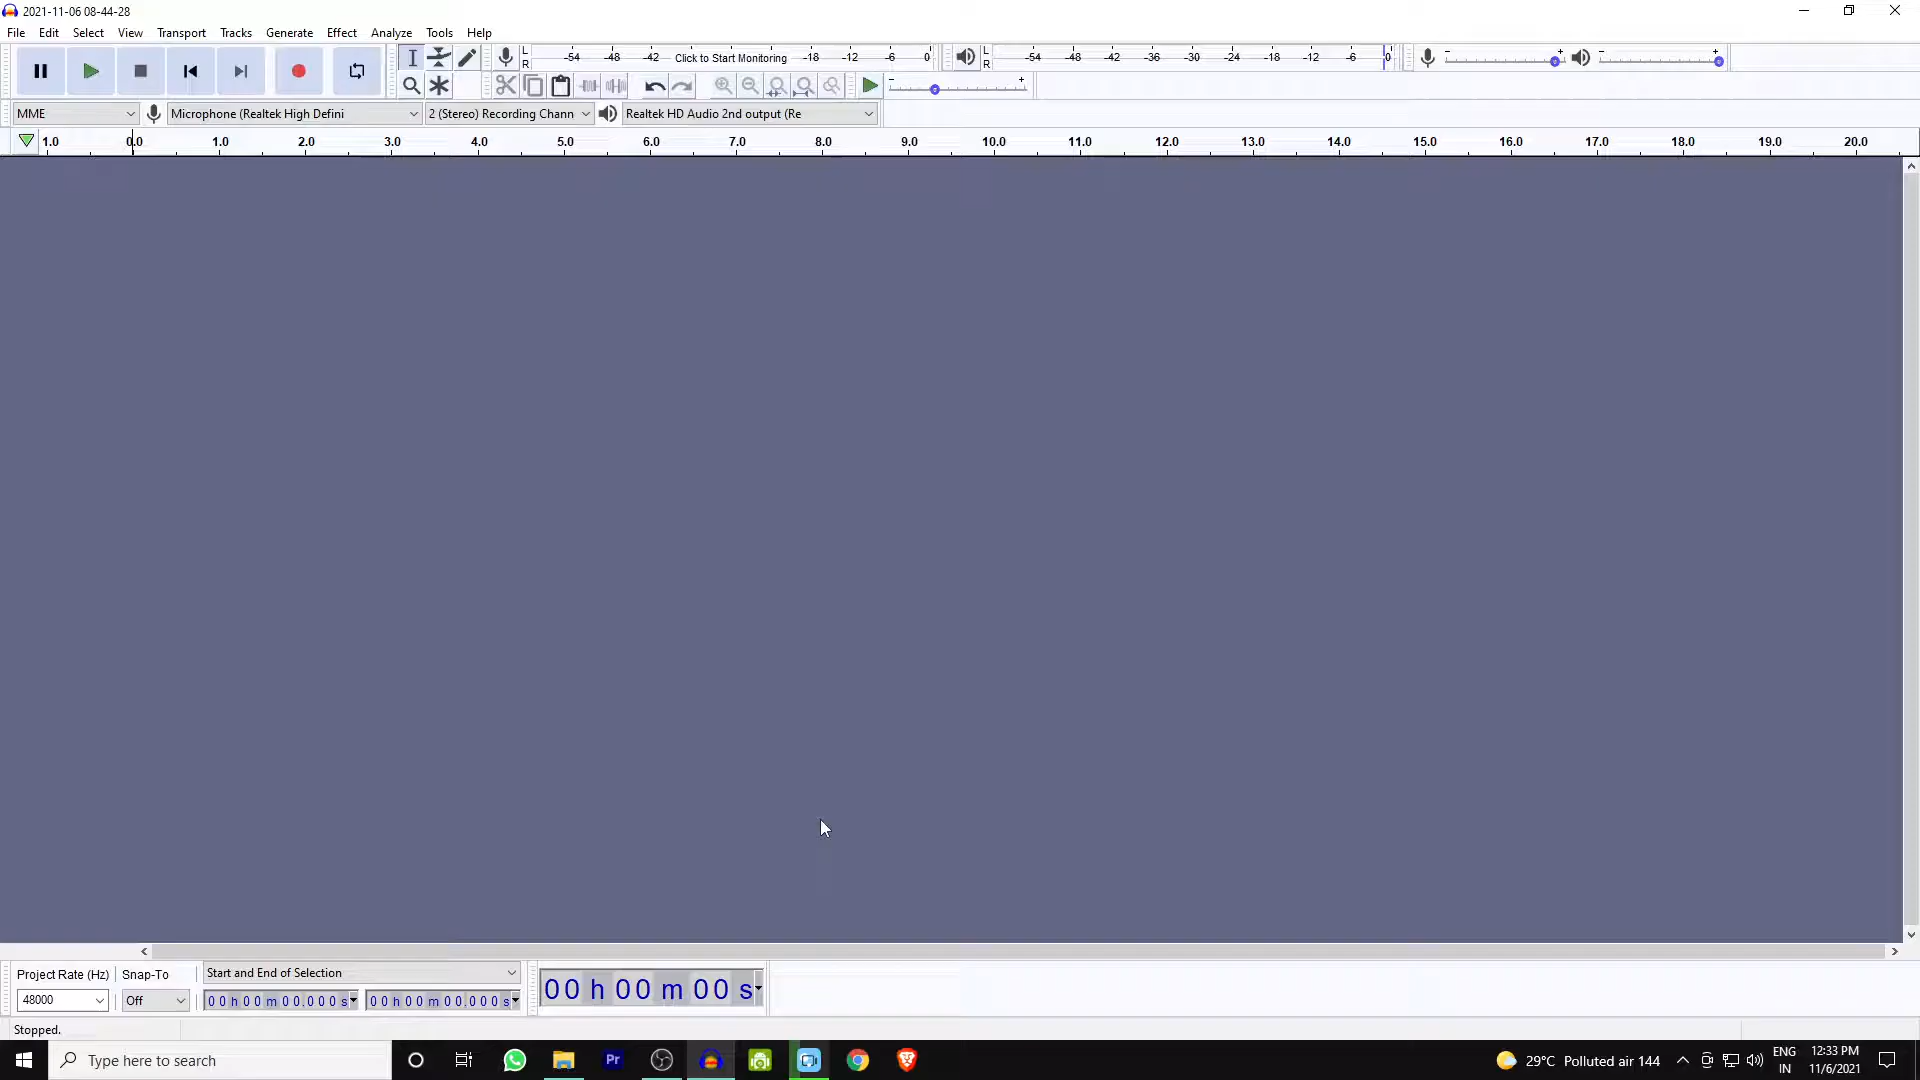 2021-11-06 08-44-28
File Edit Select View Transport Tracks Generate Effect Analyze Tools Help
L R -54 -48 -42 Click to Start Monitoring -18 -12 -6 0 L R -54 -48 -42 -36 -30 -24 -18 -12 -6 0 - + - +
- +
MME Microphone (Realtek High Defini 2 (Stereo) Recording Chann Realtek HD Audio 2nd output (Re
1.0 0.0 1.0 2.0 3.0 4.0 5.0 6.0 7.0 8.0 9.0 10.0 11.0 12.0 13.0 14.0 15.0 16.0 17.0 18.0 19.0 20.0
Project Rate (Hz) Snap-To Start and End of Selection
48000 Off 00 h 00 m 00.000 s 00 h 00 m 00.000 s 00 h 00 m 00 s
Stopped.
Type here to search Pr 29°C Polluted air 144 ENG IN 12:33 PM 11/6/2021